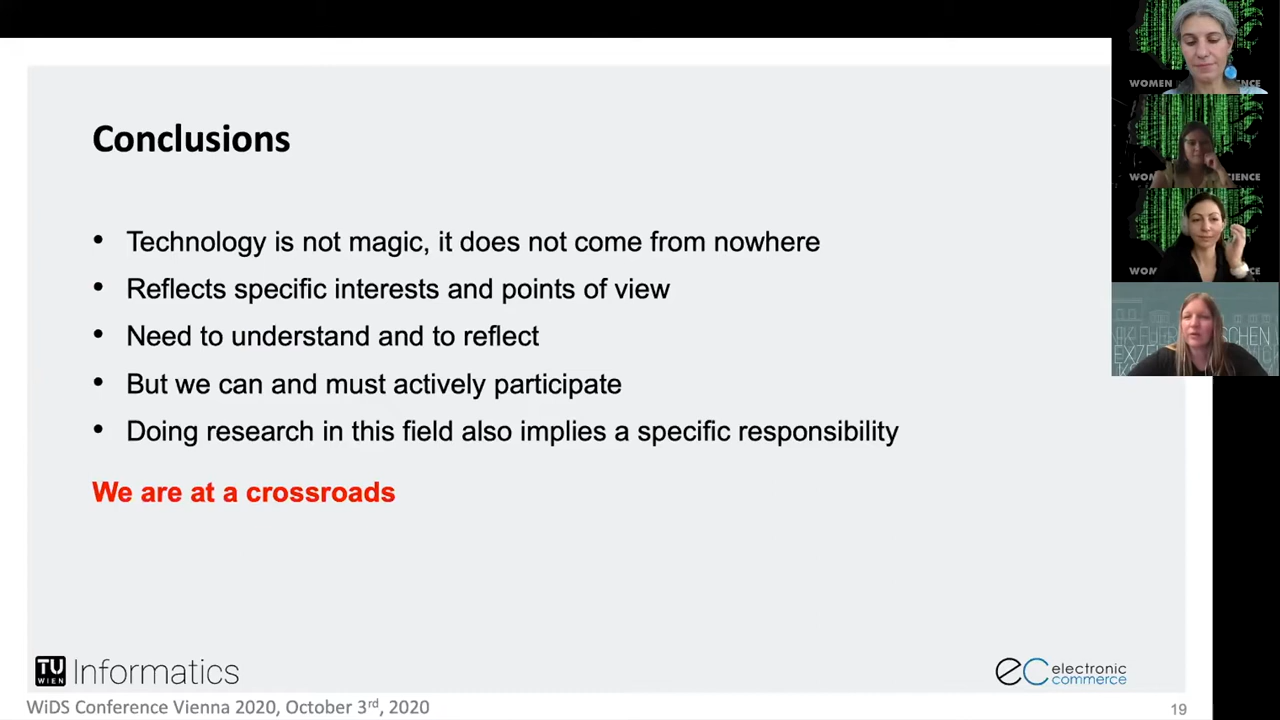 Conclusions
• Technology is not magic, it does not come from nowhere
• Reflects specific interests and points of view
• Need to understand and to reflect
• But we can and must actively participate
• Doing research in this field also implies a specific responsibility
We are at a crossroads
TU WIEN Informatics
ec electronic commerce
WiDS Conference Vienna 2020, October 3rd, 2020
19
WOMEN